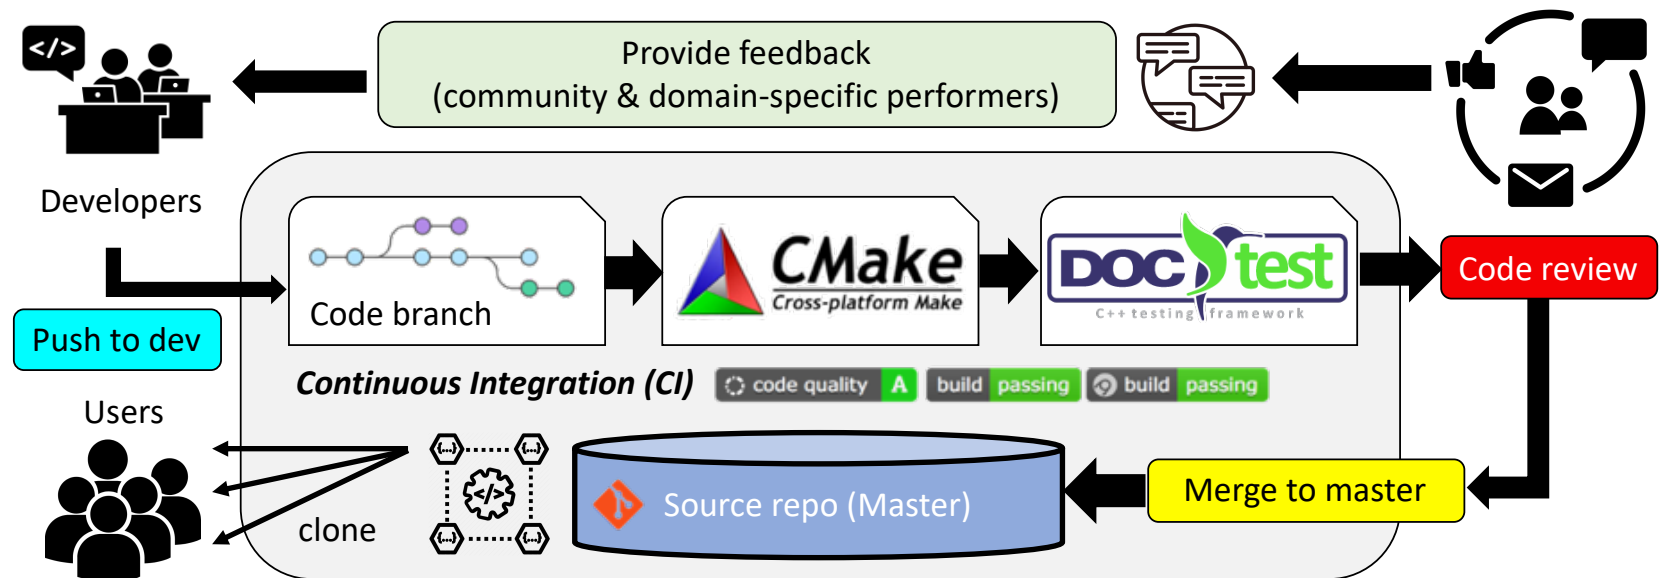 </>
Provide feedback
(community & domain-specific performers)
Developers
Code branch
CMake
Cross-platform Make
DOC test
C++ testing framework
Code review
Push to dev
Continuous Integration (CI)
code quality A
build passing
build passing
Users
{...} {...}
</>
{...} {...}
clone
Source repo (Master)
Merge to master